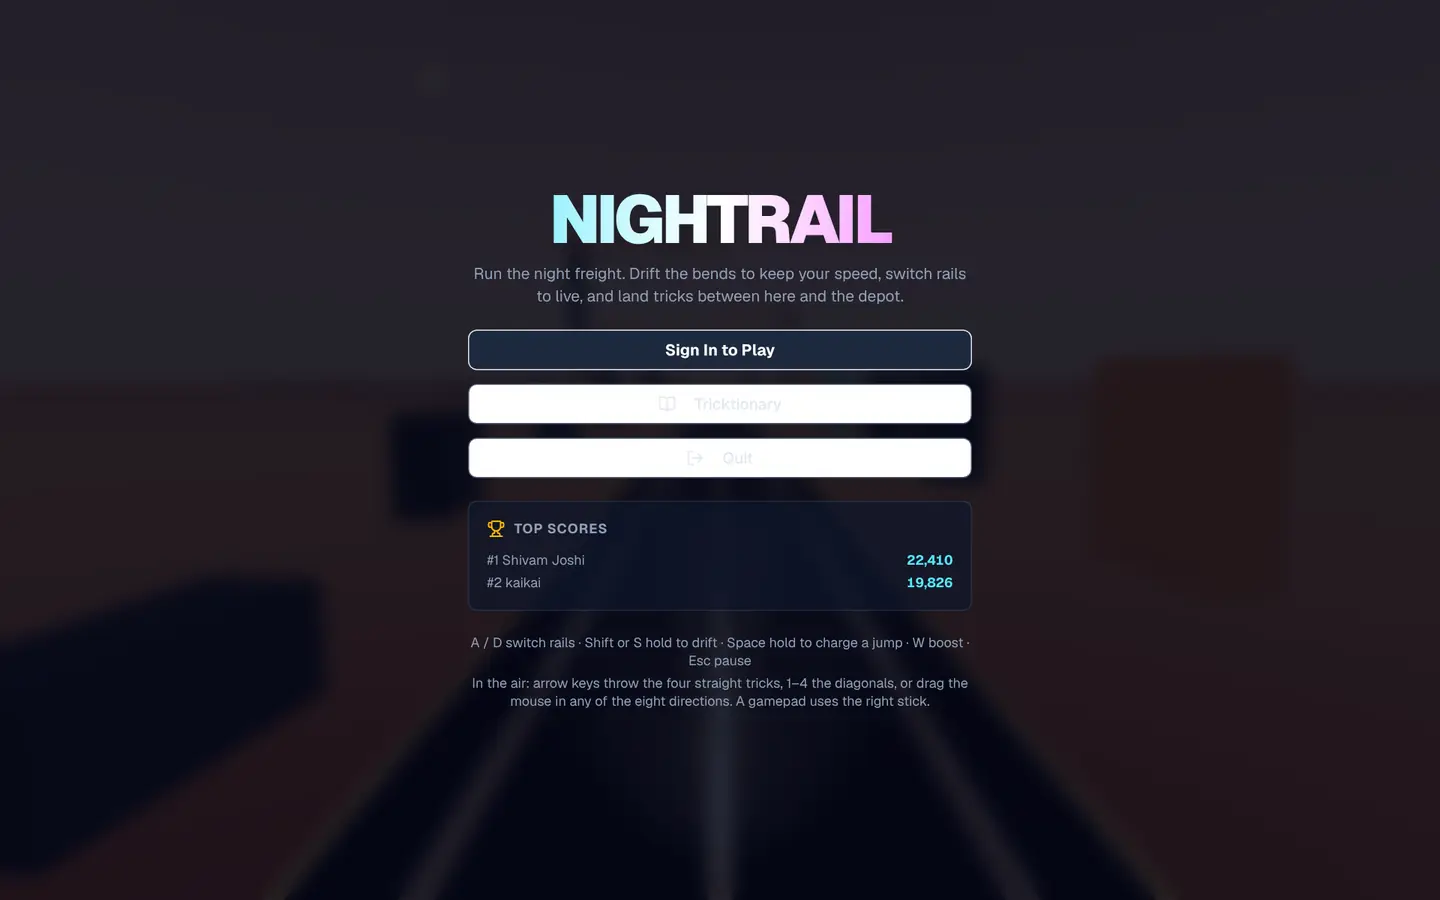 NIGHTRAIL
Run the night freight. Drift the bends to keep your speed, switch rails
to live, and land tricks between here and the depot.
Sign In to Play
Tricktionary
Quit
TOP SCORES
#1 Shivam Joshi 22,410
#2 kaikai 19,826
A / D switch rails · Shift or S hold to drift · Space hold to charge a jump · W boost ·
Esc pause
In the air: arrow keys throw the four straight tricks, 1–4 the diagonals, or drag the
mouse in any of the eight directions. A gamepad uses the right stick.